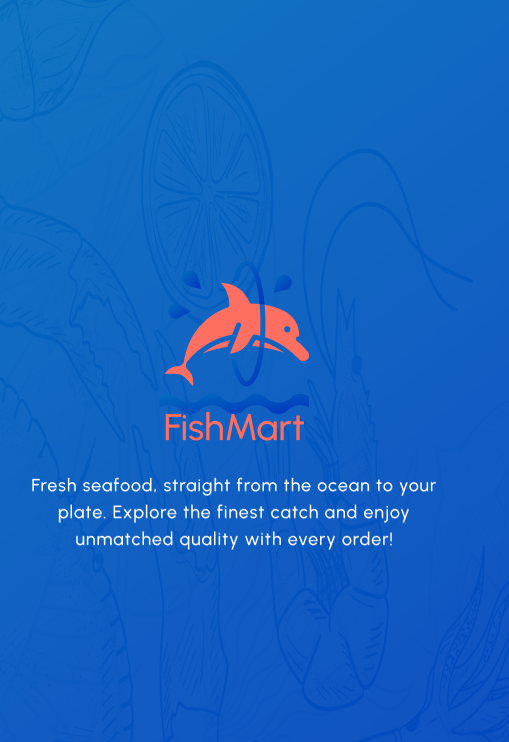 FishMart
Fresh seafood, straight from the ocean to your
plate. Explore the finest catch and enjoy
unmatched quality with every order!